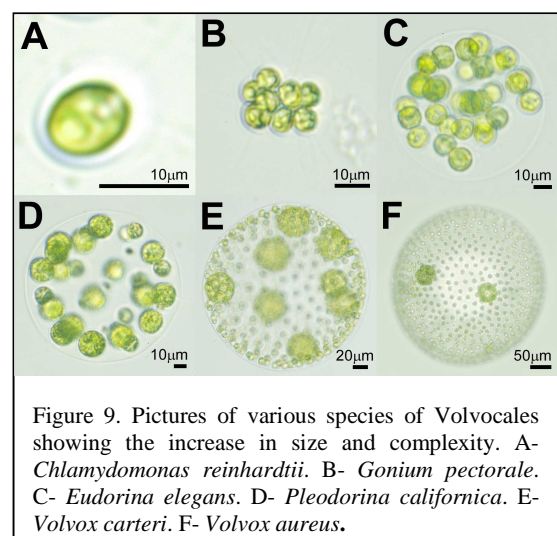 A
B
C
10μm
10μm
10μm
D
E
F
10μm
20μm
50μm
Figure 9. Pictures of various species of Volvocales
showing the increase in size and complexity. A-
Chlamydomonas reinhardtii. B- Gonium pectorale.
C- Eudorina elegans. D- Pleodorina californica. E-
Volvox carteri. F- Volvox aureus.